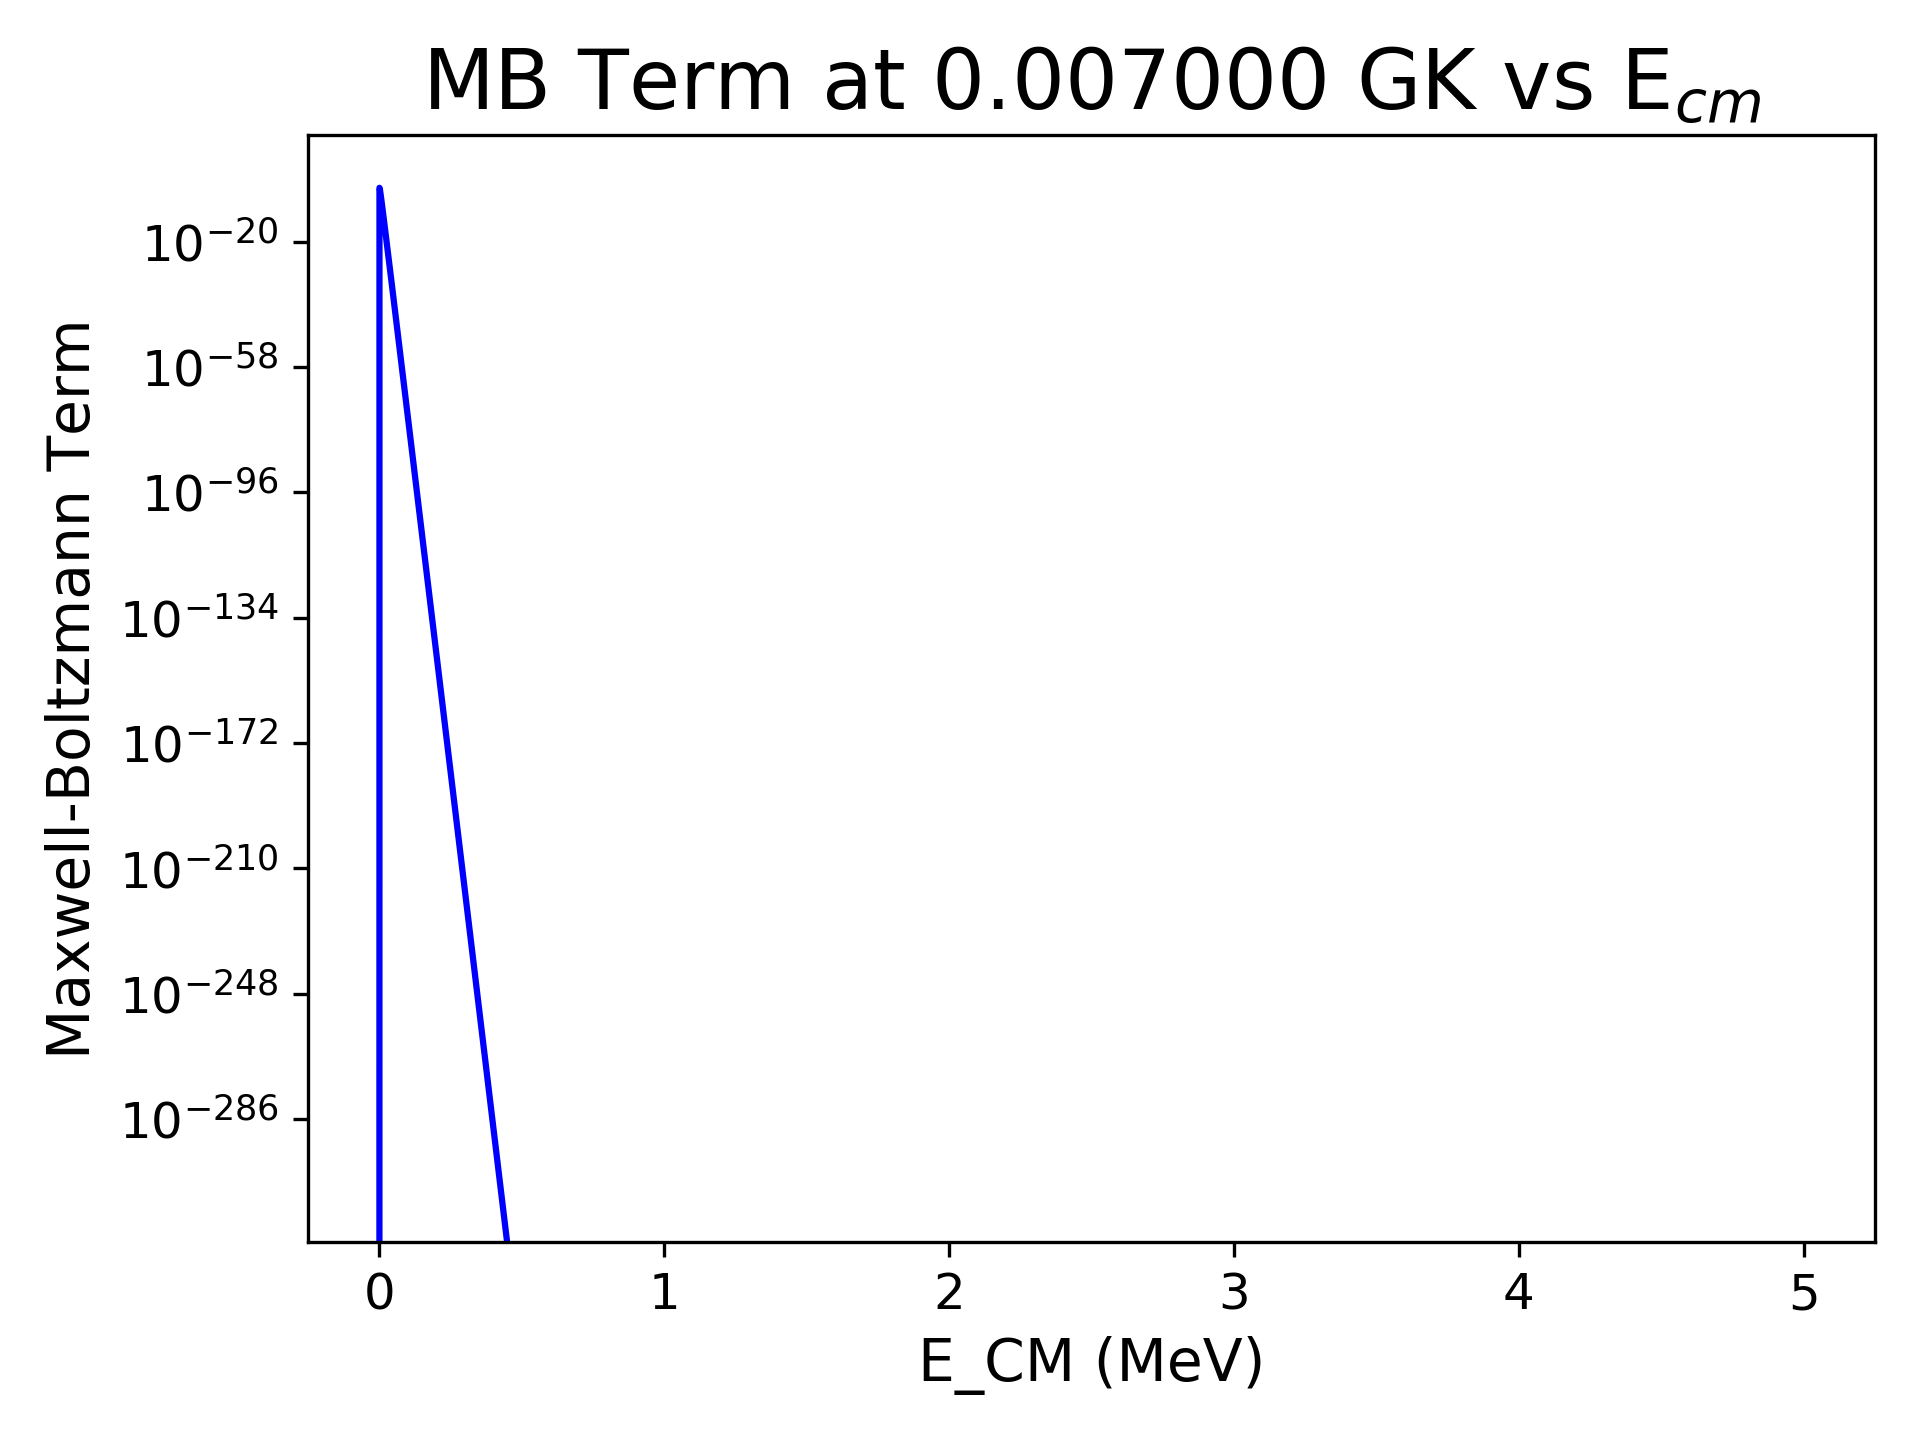 MB Term at 0.007000 GK vs E_cm
Maxwell-Boltzmann Term
10⁻²⁰
10⁻⁵⁸
10⁻⁹⁶
10⁻¹³⁴
10⁻¹⁷²
10⁻²¹⁰
10⁻²⁴⁸
10⁻²⁸⁶
0 1 2 3 4 5
E_CM (MeV)